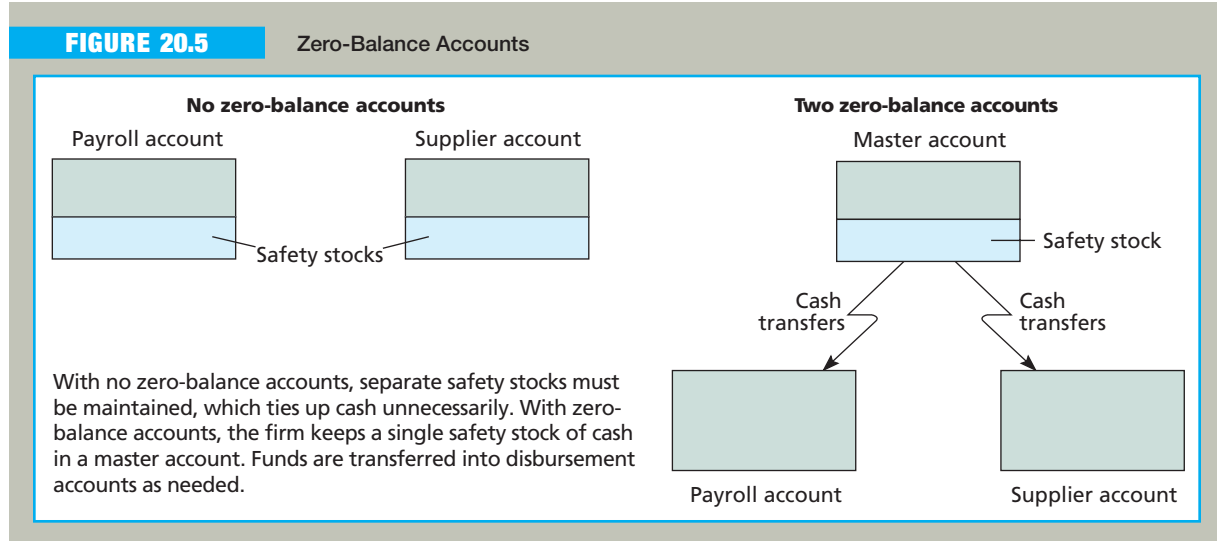 FIGURE 20.5 Zero-Balance Accounts
No zero-balance accounts
Payroll account
Supplier account
Safety stocks
With no zero-balance accounts, separate safety stocks must
be maintained, which ties up cash unnecessarily. With zero-
balance accounts, the firm keeps a single safety stock of cash
in a master account. Funds are transferred into disbursement
accounts as needed.
Two zero-balance accounts
Master account
Safety stock
Cash
transfers
Cash
transfers
Payroll account
Supplier account